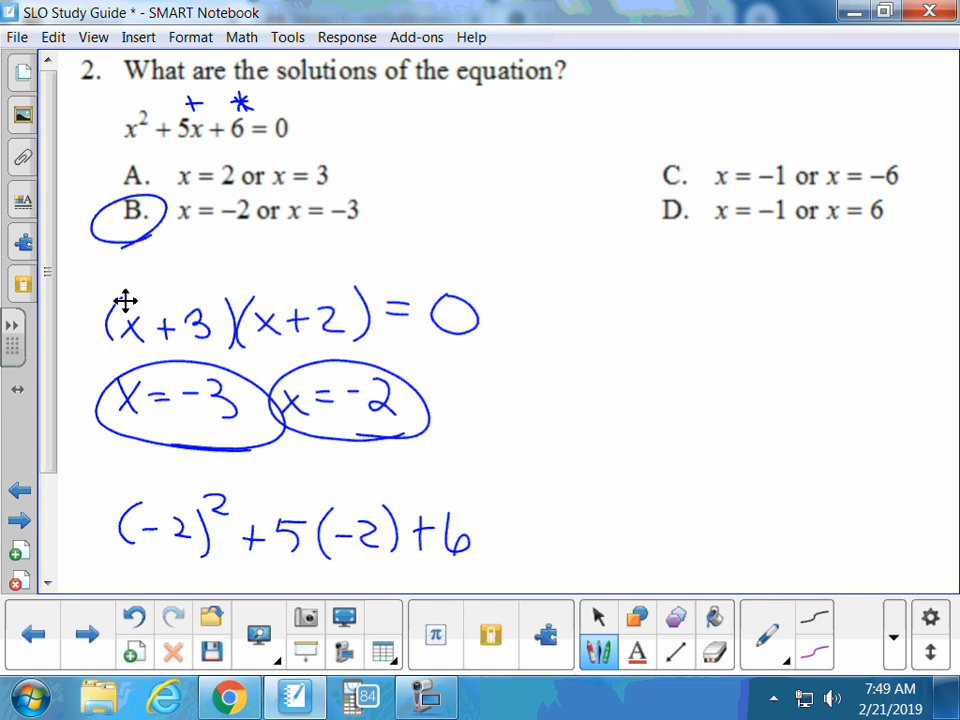 SLO Study Guide * - SMART Notebook
File Edit View Insert Format Math Tools Response Add-ons Help
2. What are the solutions of the equation?
+ *
x² + 5x + 6 = 0
A. x = 2 or x = 3
C. x = −1 or x = −6
B. x = −2 or x = −3
D. x = −1 or x = 6
(x+3)(x+2) = 0
x = -3 x = -2
(-2)² + 5(-2) + 6
π
A
84
7:49 AM
2/21/2019